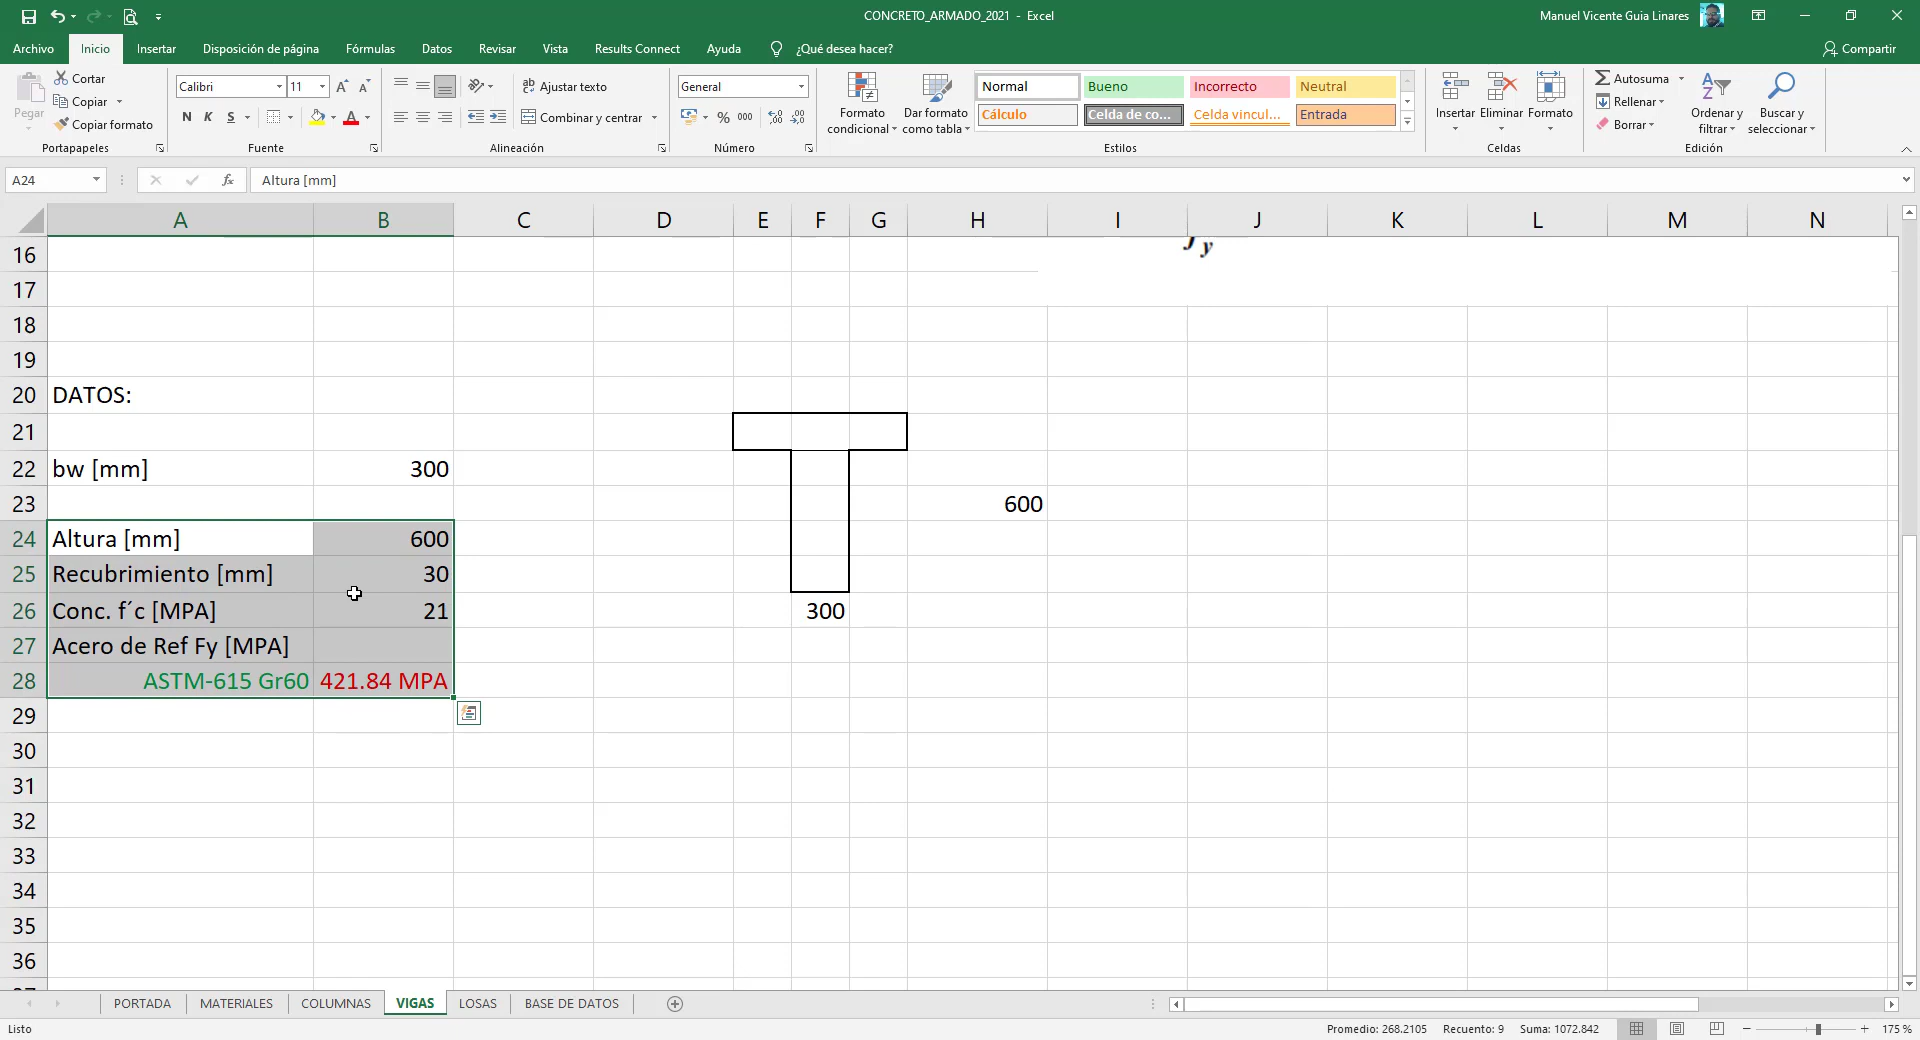 CONCRETO_ARMADO_2021 - Excel
Manuel Vicente Guia Linares
Archivo Inicio Insertar Disposición de página Fórmulas Datos Revisar Vista Results Connect Ayuda ¿Qué desea hacer? Compartir
Pegar
Cortar
Copiar
Copiar formato
Portapapeles
Calibri 11
N K S
Fuente
Ajustar texto
Combinar y centrar
Alineación
General
% 000
Número
Formato condicional
Dar formato como tabla
Normal Bueno Incorrecto Neutral
Cálculo Celda de co... Celda vincul... Entrada
Estilos
Insertar Eliminar Formato
Celdas
Autosuma
Rellenar
Borrar
Ordenar y filtrar
Buscar y seleccionar
Edición
A24 fx Altura [mm]
A B C D E F G H I J K L M N
16 fy
17
18
19
20 DATOS:
21
22 bw [mm] 300
23 600
24 Altura [mm] 600
25 Recubrimiento [mm] 30
26 Conc. f´c [MPA] 21 300
27 Acero de Ref Fy [MPA]
28 ASTM-615 Gr60 421.84 MPA
29
30
31
32
33
34
35
36
PORTADA MATERIALES COLUMNAS VIGAS LOSAS BASE DE DATOS
Listo Promedio: 268.2105 Recuento: 9 Suma: 1072.842 175 %